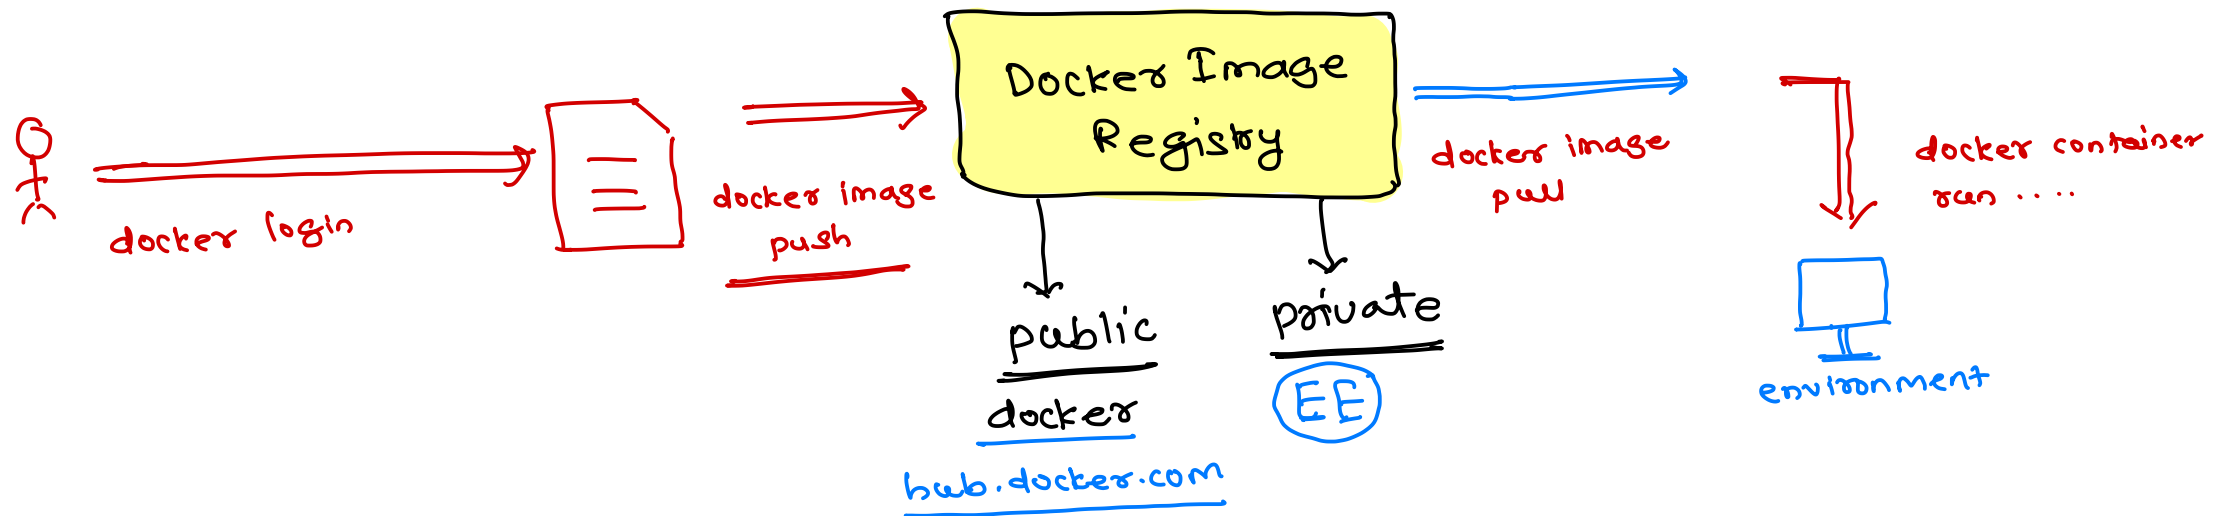 docker login
docker image
push
Docker Image
Registry
public
docker
hub.docker.com
private
EE
docker image
pull
docker container
run ....
environment